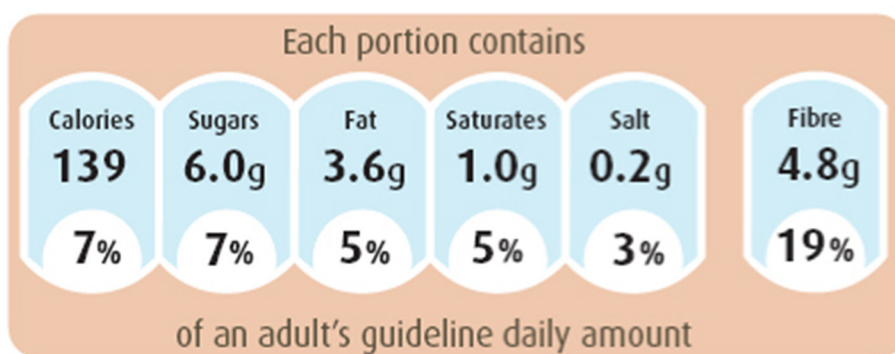 Each portion contains
Calories Sugars Fat Saturates Salt Fibre
139 6.0g 3.6g 1.0g 0.2g 4.8g
7% 7% 5% 5% 3% 19%
of an adult's guideline daily amount